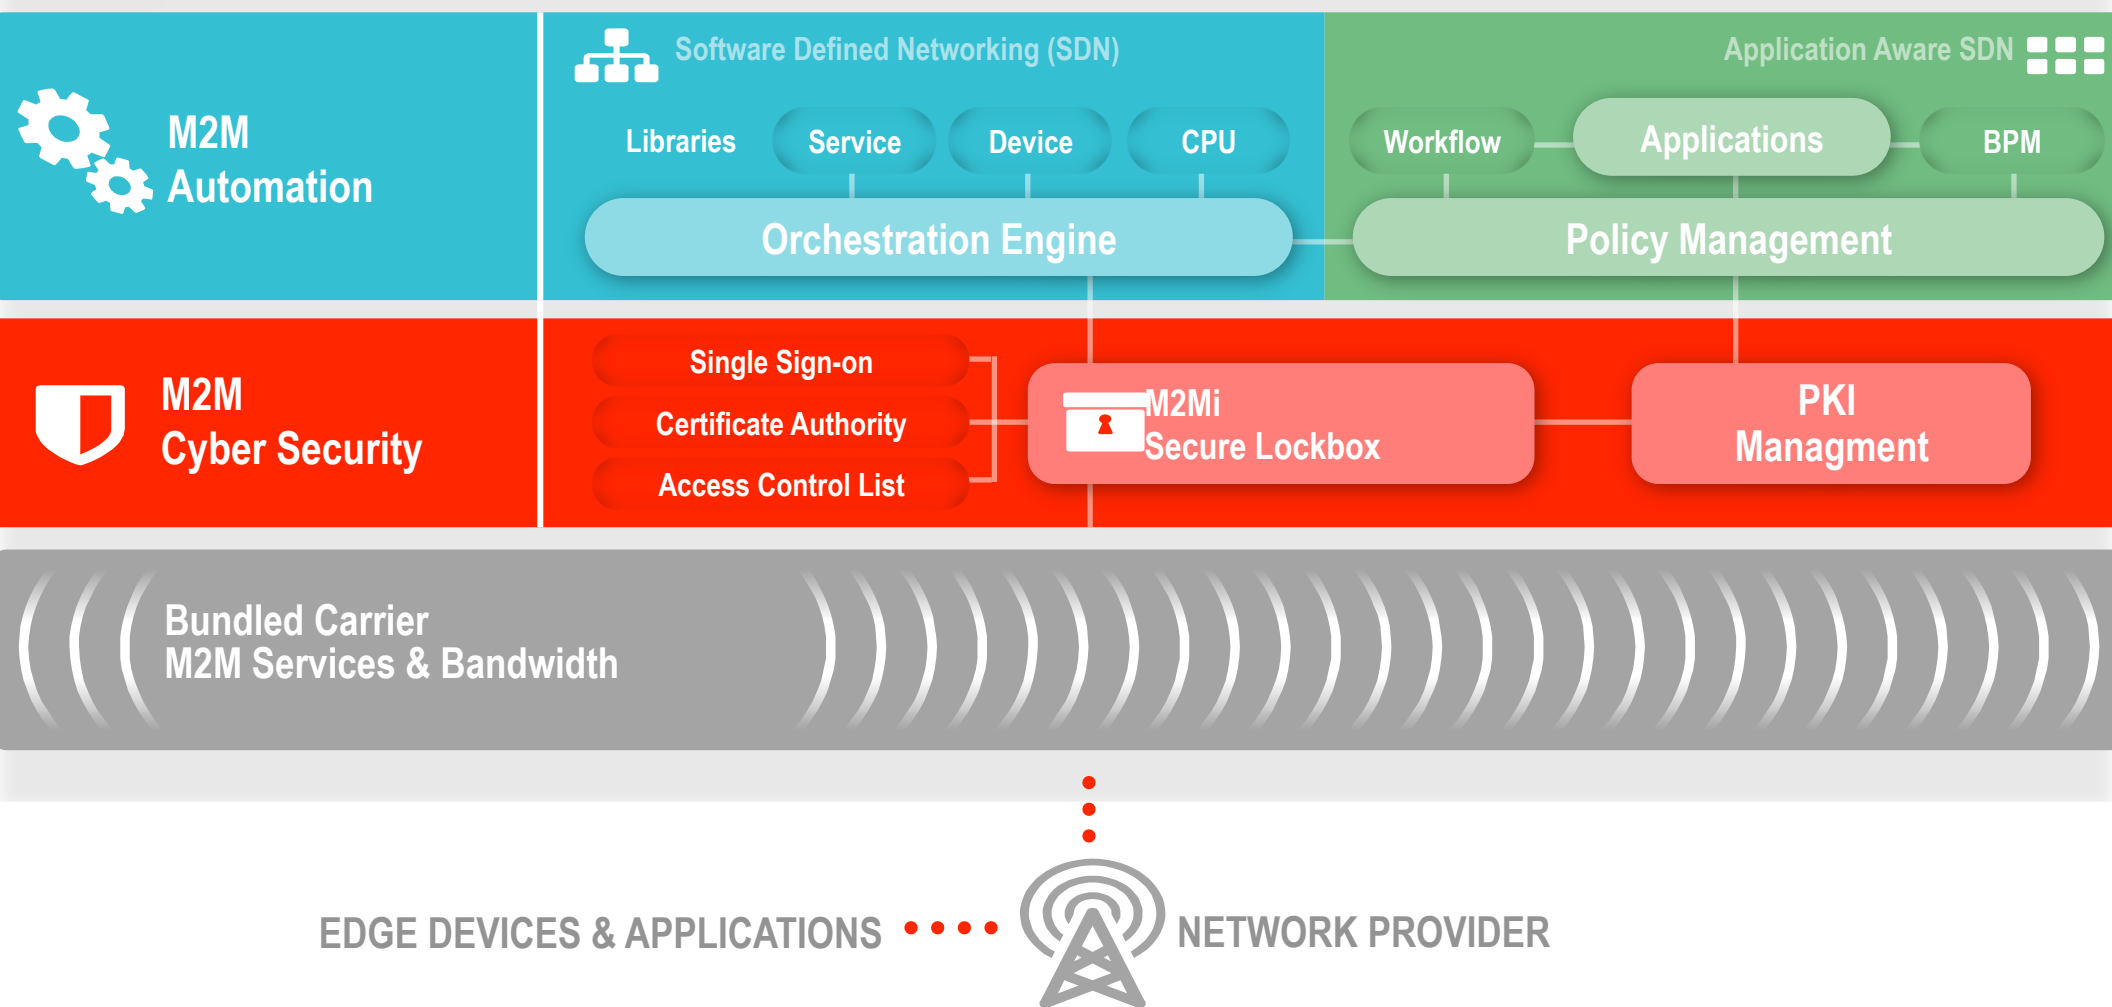 Software Defined Networking (SDN)
Application Aware SDN
M2M
Automation
Libraries
Service
Device
CPU
Workflow
Applications
BPM
Orchestration Engine
Policy Management
M2M
Cyber Security
Single Sign-on
Certificate Authority
Access Control List
M2Mi
Secure Lockbox
PKI
Managment
Bundled Carrier
M2M Services & Bandwidth
EDGE DEVICES & APPLICATIONS
NETWORK PROVIDER